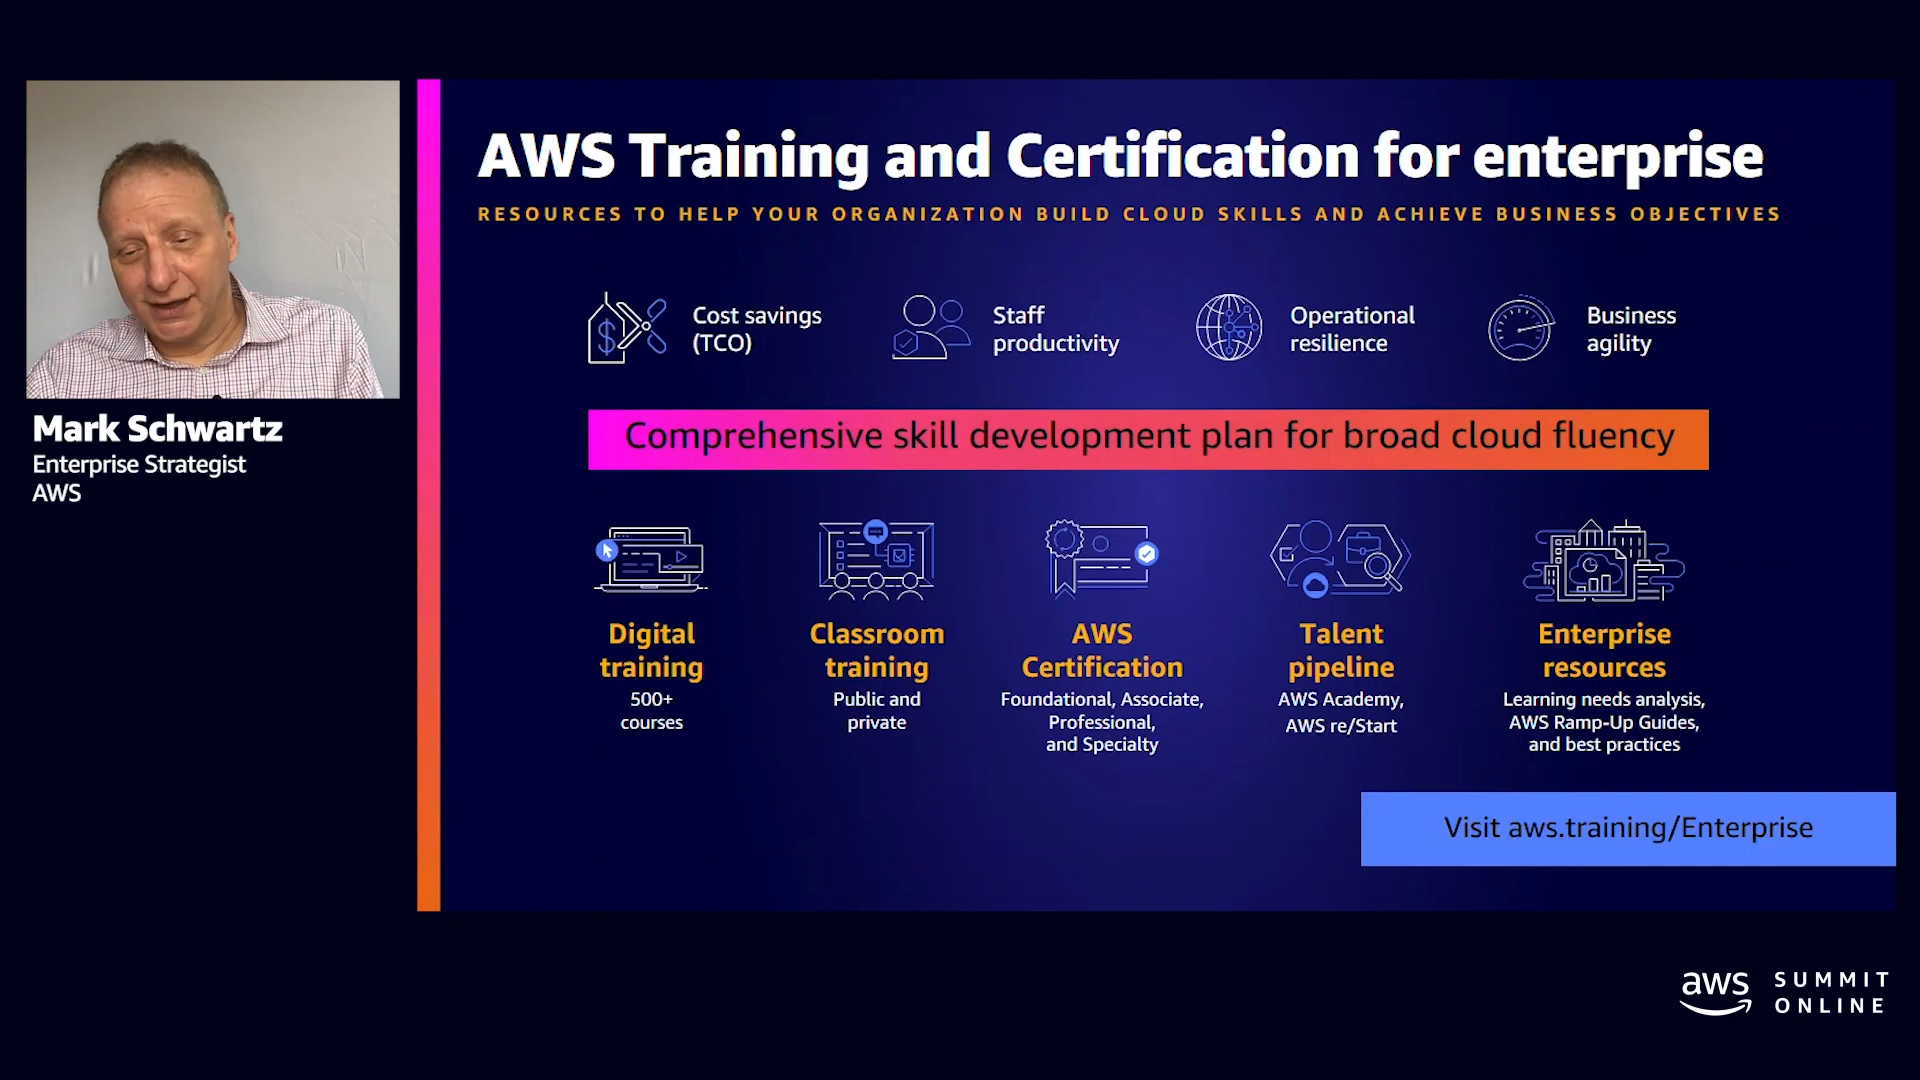 Mark Schwartz
Enterprise Strategist
AWS
AWS Training and Certification for enterprise
RESOURCES TO HELP YOUR ORGANIZATION BUILD CLOUD SKILLS AND ACHIEVE BUSINESS OBJECTIVES
$
Cost savings
(TCO)
Staff
productivity
Operational
resilience
Business
agility
Comprehensive skill development plan for broad cloud fluency
Digital
training
500+
courses
Classroom
training
Public and
private
AWS
Certification
Foundational, Associate,
Professional,
and Specialty
Talent
pipeline
AWS Academy,
AWS re/Start
Enterprise
resources
Learning needs analysis,
AWS Ramp-Up Guides,
and best practices
Visit aws.training/Enterprise
aws
SUMMIT
ONLINE